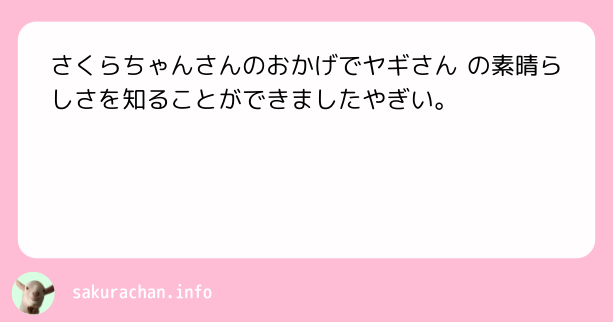 さくらちゃんさんのおかげでヤギさん の素晴ら
しさを知ることができましたやぎい。
sakurachan.info